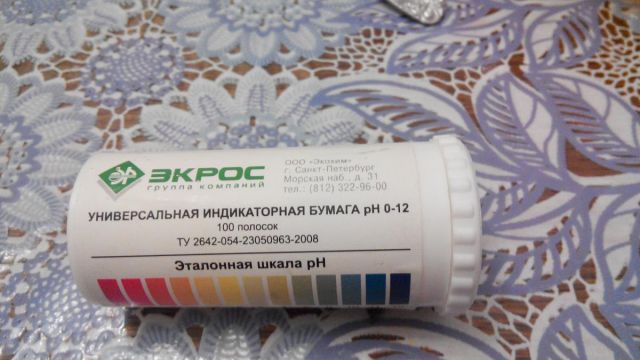 ЭКРОС
группа компаний
ООО «Экохим»
г. Санкт-Петербург
Морская наб., д. 31
тел.: (812) 322-96-00
УНИВЕРСАЛЬНАЯ ИНДИКАТОРНАЯ БУМАГА pH 0-12
100 полосок
ТУ 2642-054-23050963-2008
Эталонная шкала pH